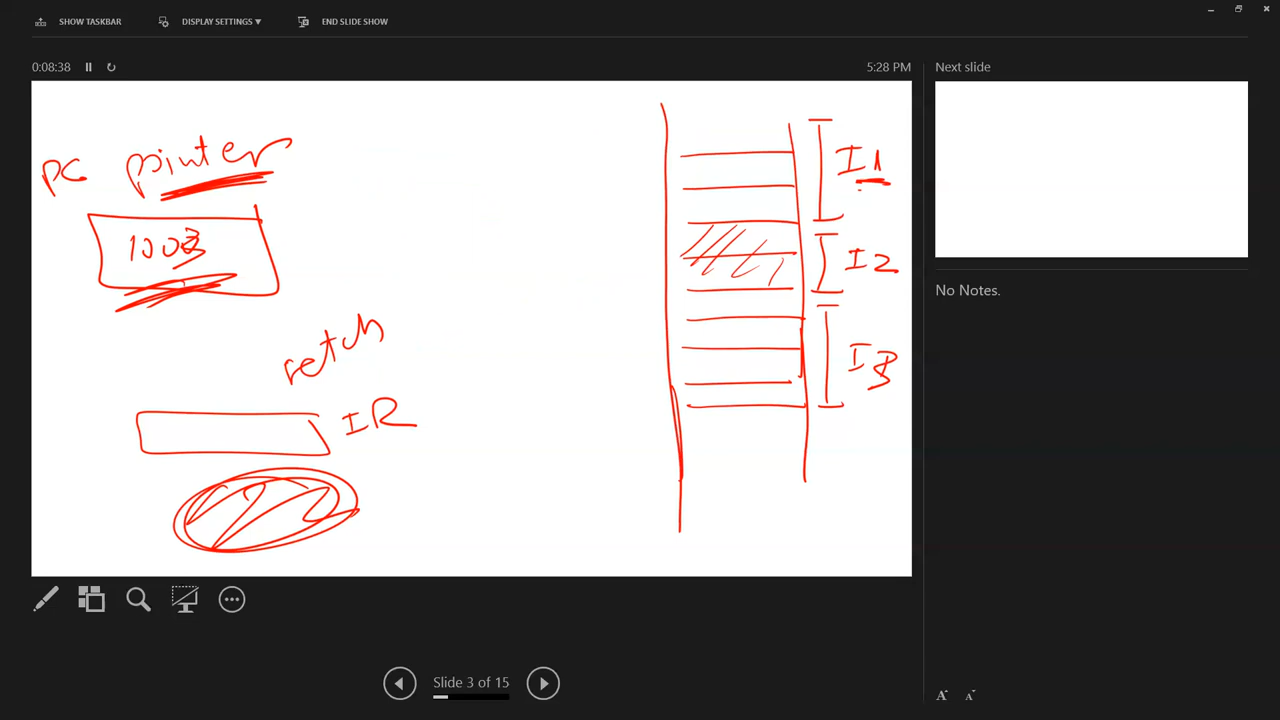 SHOW TASKBAR DISPLAY SETTINGS ▼ END SLIDE SHOW
0:08:38 5:28 PM Next slide
PC pointer
1003
I1
I2
I3
fetch
IR
No Notes.
Slide 3 of 15
A A